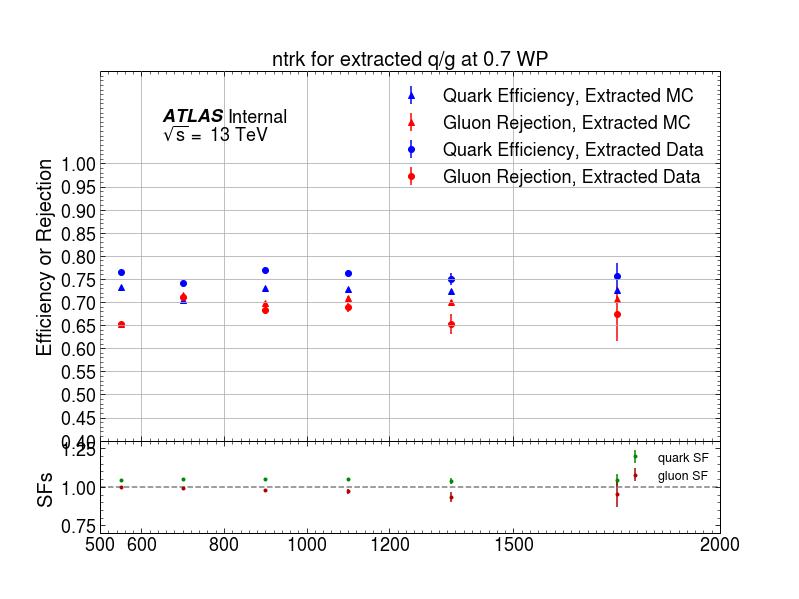 ntrk for extracted q/g at 0.7 WP
ATLAS Internal
√s = 13 TeV
Quark Efficiency, Extracted MC
Gluon Rejection, Extracted MC
Quark Efficiency, Extracted Data
Gluon Rejection, Extracted Data
Efficiency or Rejection
1.00
0.95
0.90
0.85
0.80
0.75
0.70
0.65
0.60
0.55
0.50
0.45
0.40
SFs
1.25
1.00
0.75
quark SF
gluon SF
500 600 800 1000 1200 1500 2000